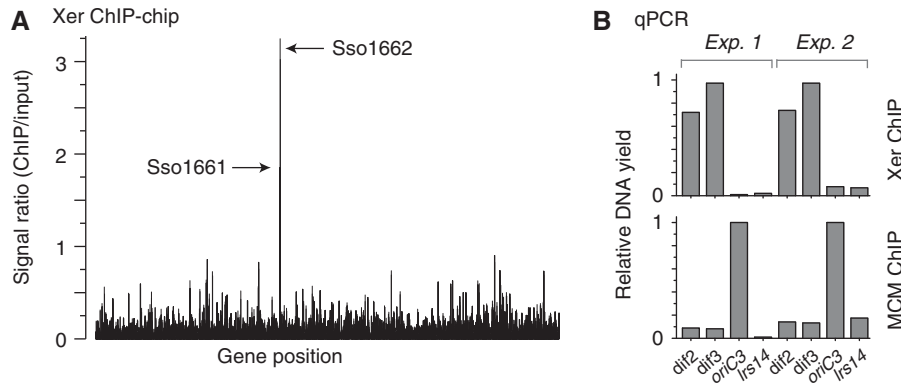 A Xer ChIP-chip
Signal ratio (ChIP/input)
3
2
1
0
Sso1662
Sso1661
Gene position
B qPCR
Exp. 1 Exp. 2
Relative DNA yield
1
0
Xer ChIP
1
0
MCM ChIP
dif2 dif3 oriC3 lrs14 dif2 dif3 oriC3 lrs14